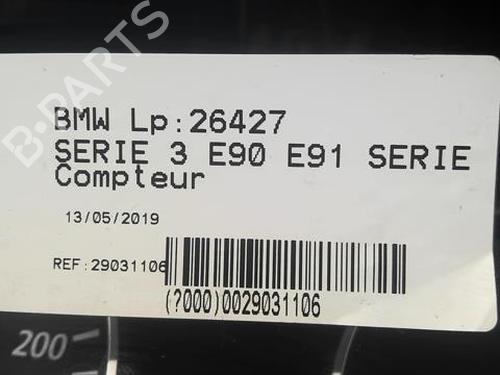 BMW Lp:26427
SERIE 3 E90 E91 SERIE
Compteur
13/05/2019
REF:29031106
(?000)0029031106
200
B-PARTS